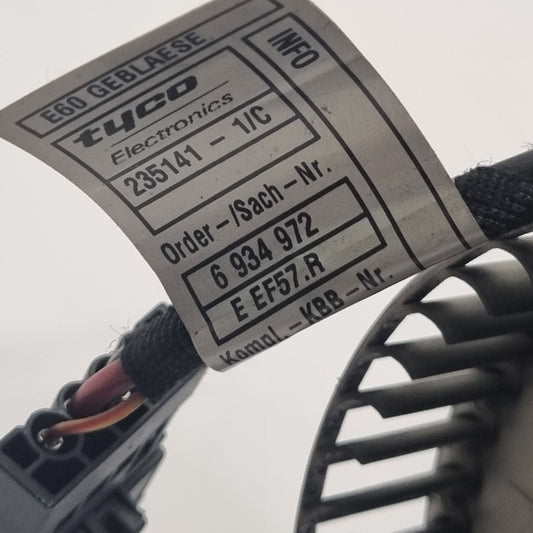 E60 GEBLAESE
tyco
Electronics
235141 - 1/C
INFO
Order-/Sach-Nr.
6 934 972
E EF57.R
Kompl.-KBB-Nr.